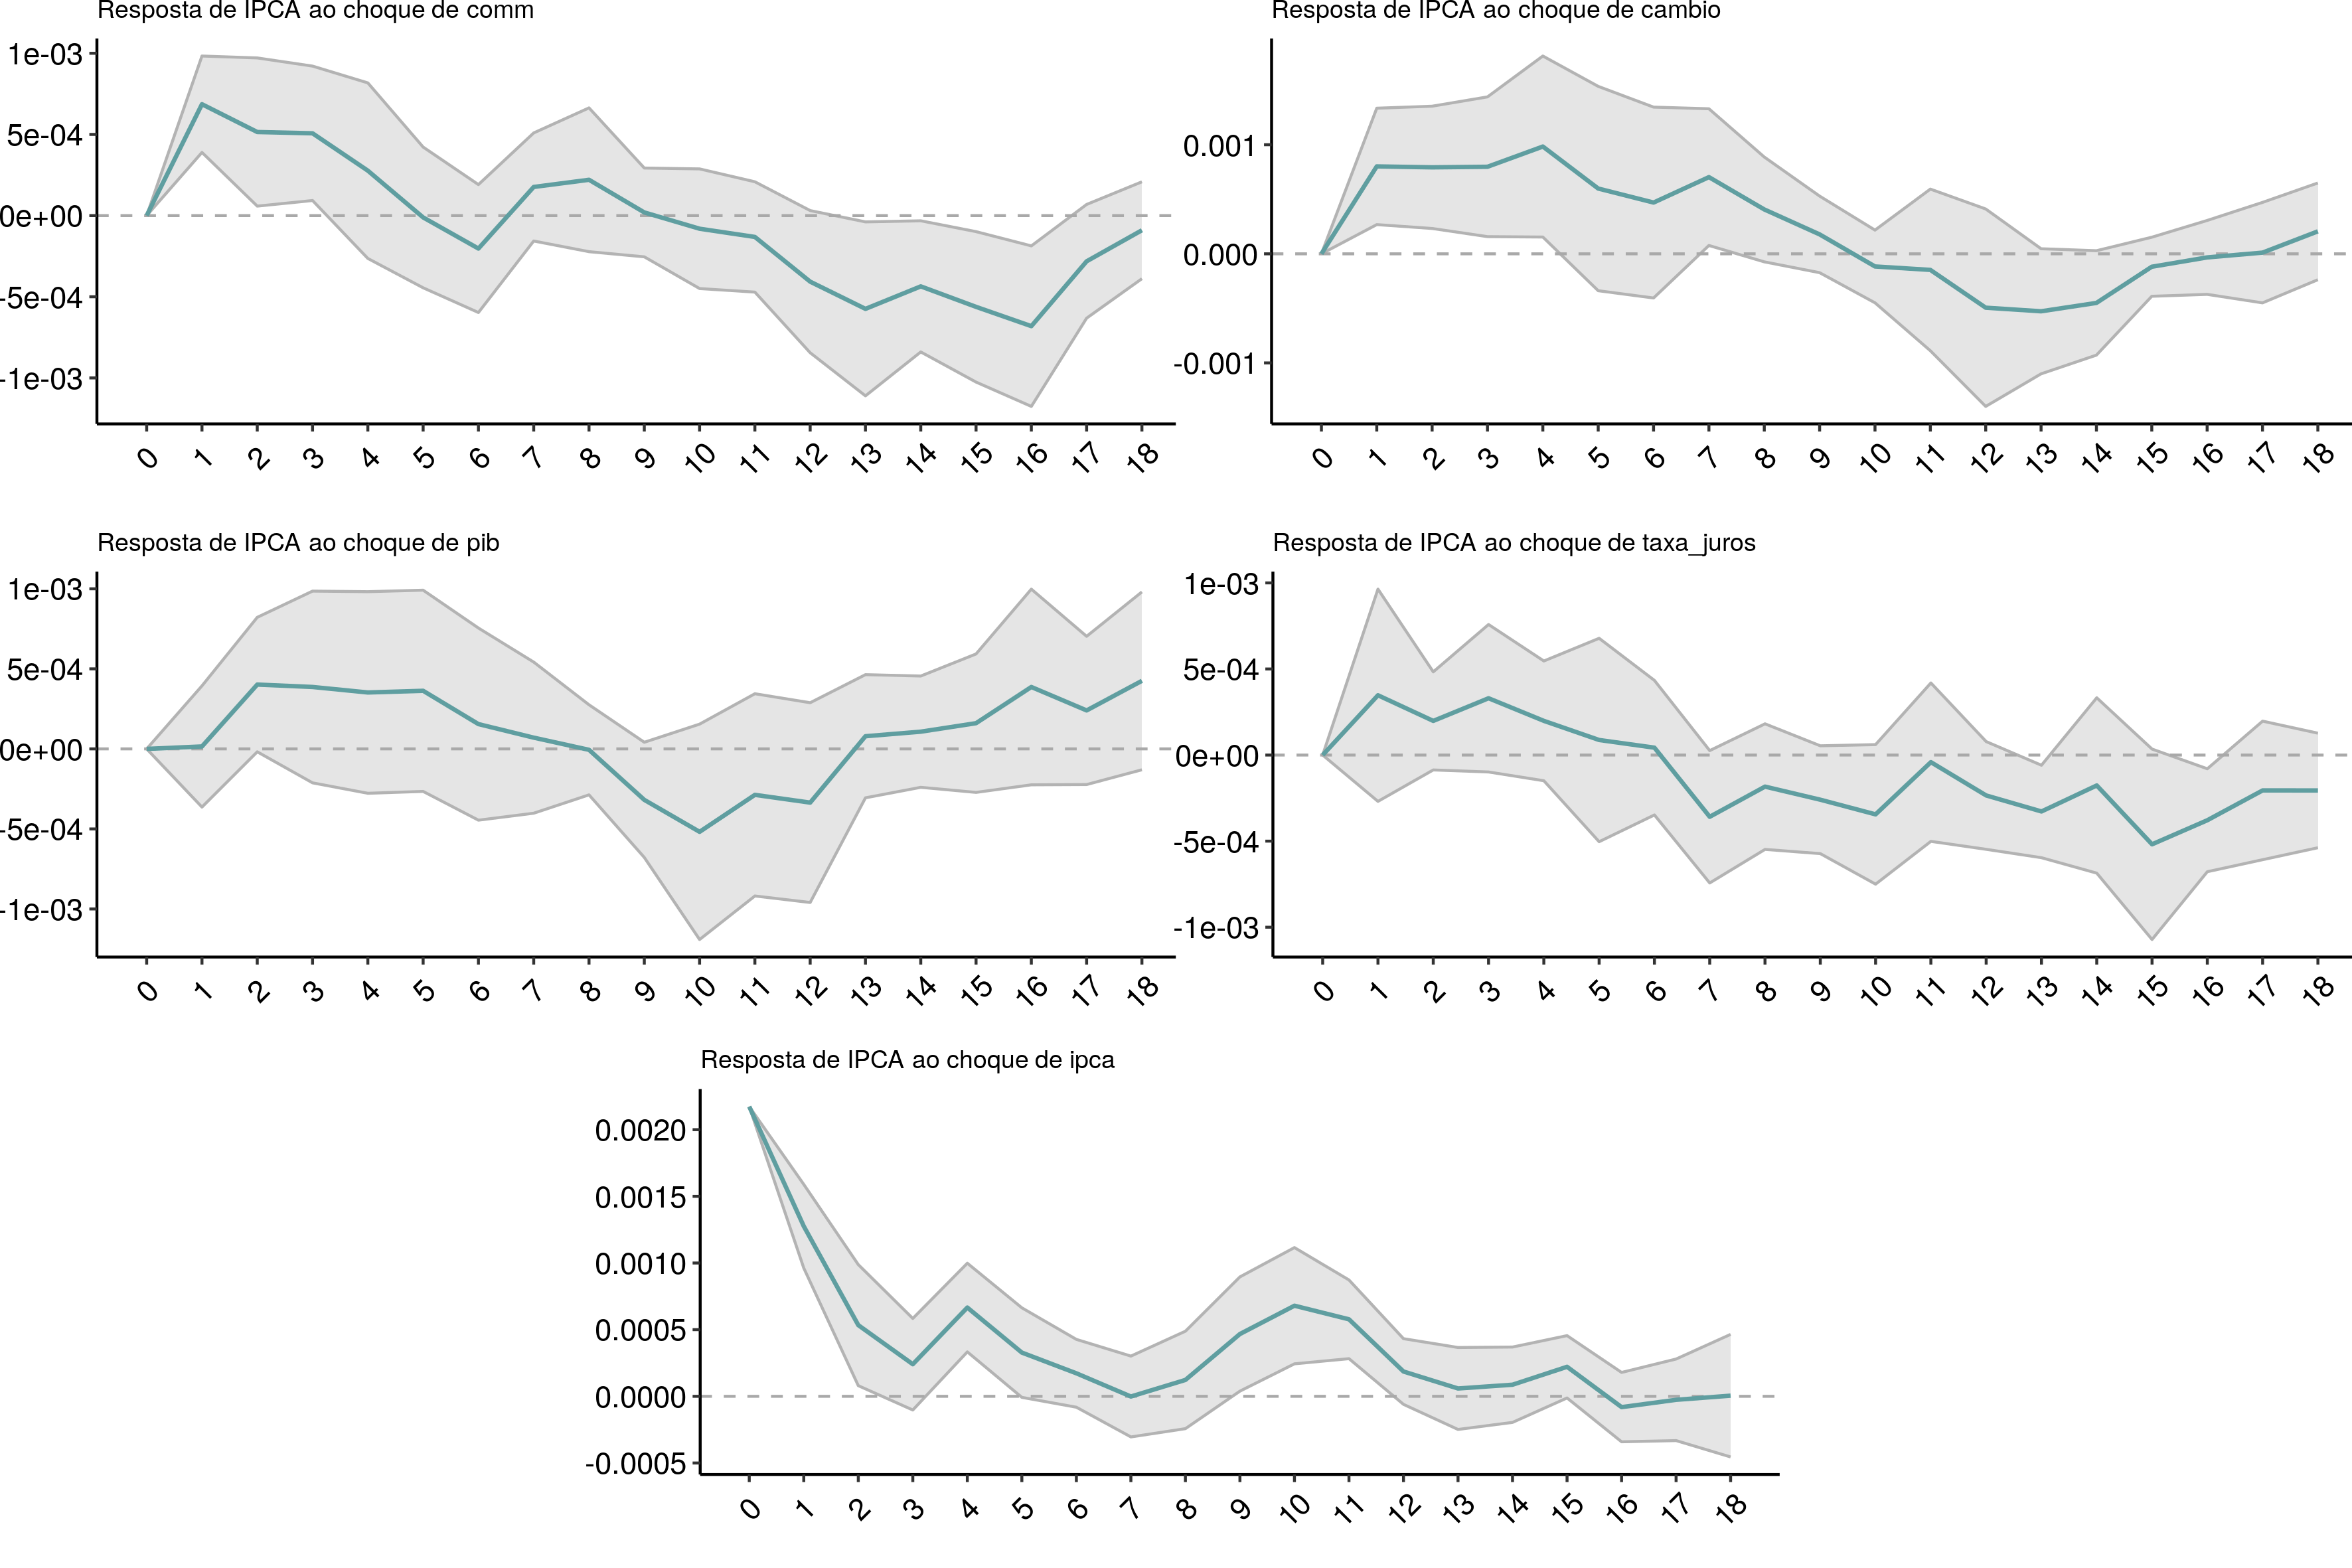 Resposta de IPCA ao choque de comm
1e-03
5e-04
0e+00
-5e-04
-1e-03
0 1 2 3 4 5 6 7 8 9 10 11 12 13 14 15 16 17 18
Resposta de IPCA ao choque de cambio
0.001
0.000
-0.001
0 1 2 3 4 5 6 7 8 9 10 11 12 13 14 15 16 17 18
Resposta de IPCA ao choque de pib
1e-03
5e-04
0e+00
-5e-04
-1e-03
0 1 2 3 4 5 6 7 8 9 10 11 12 13 14 15 16 17 18
Resposta de IPCA ao choque de taxa_juros
1e-03
5e-04
0e+00
-5e-04
-1e-03
0 1 2 3 4 5 6 7 8 9 10 11 12 13 14 15 16 17 18
Resposta de IPCA ao choque de ipca
0.0020
0.0015
0.0010
0.0005
0.0000
-0.0005
0 1 2 3 4 5 6 7 8 9 10 11 12 13 14 15 16 17 18